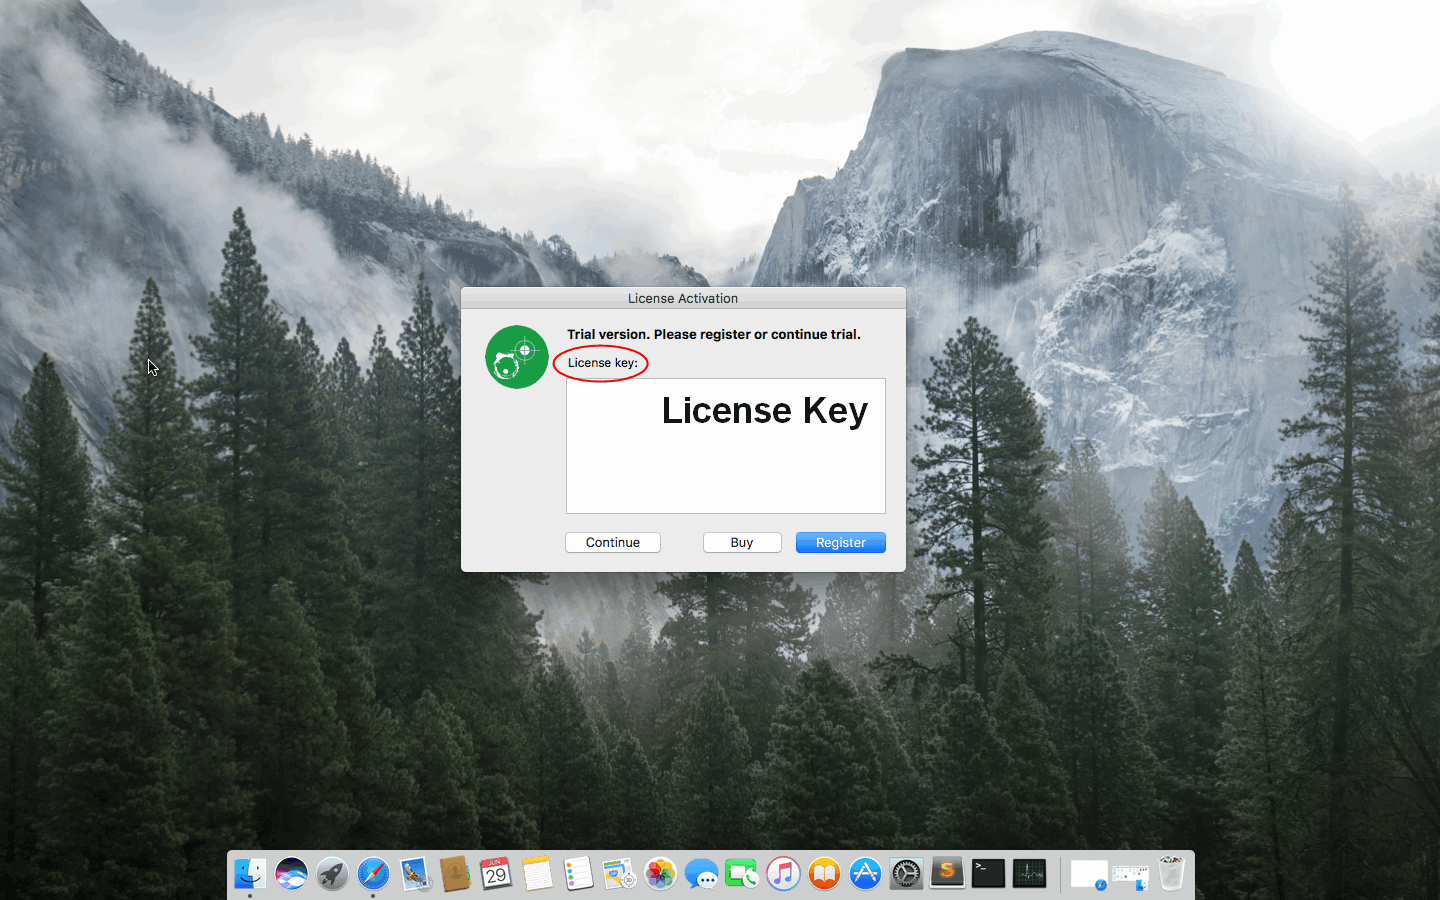 License Activation
Trial version. Please register or continue trial.
License key:
License Key
Continue
Buy
Register
JUN
29
S
>_